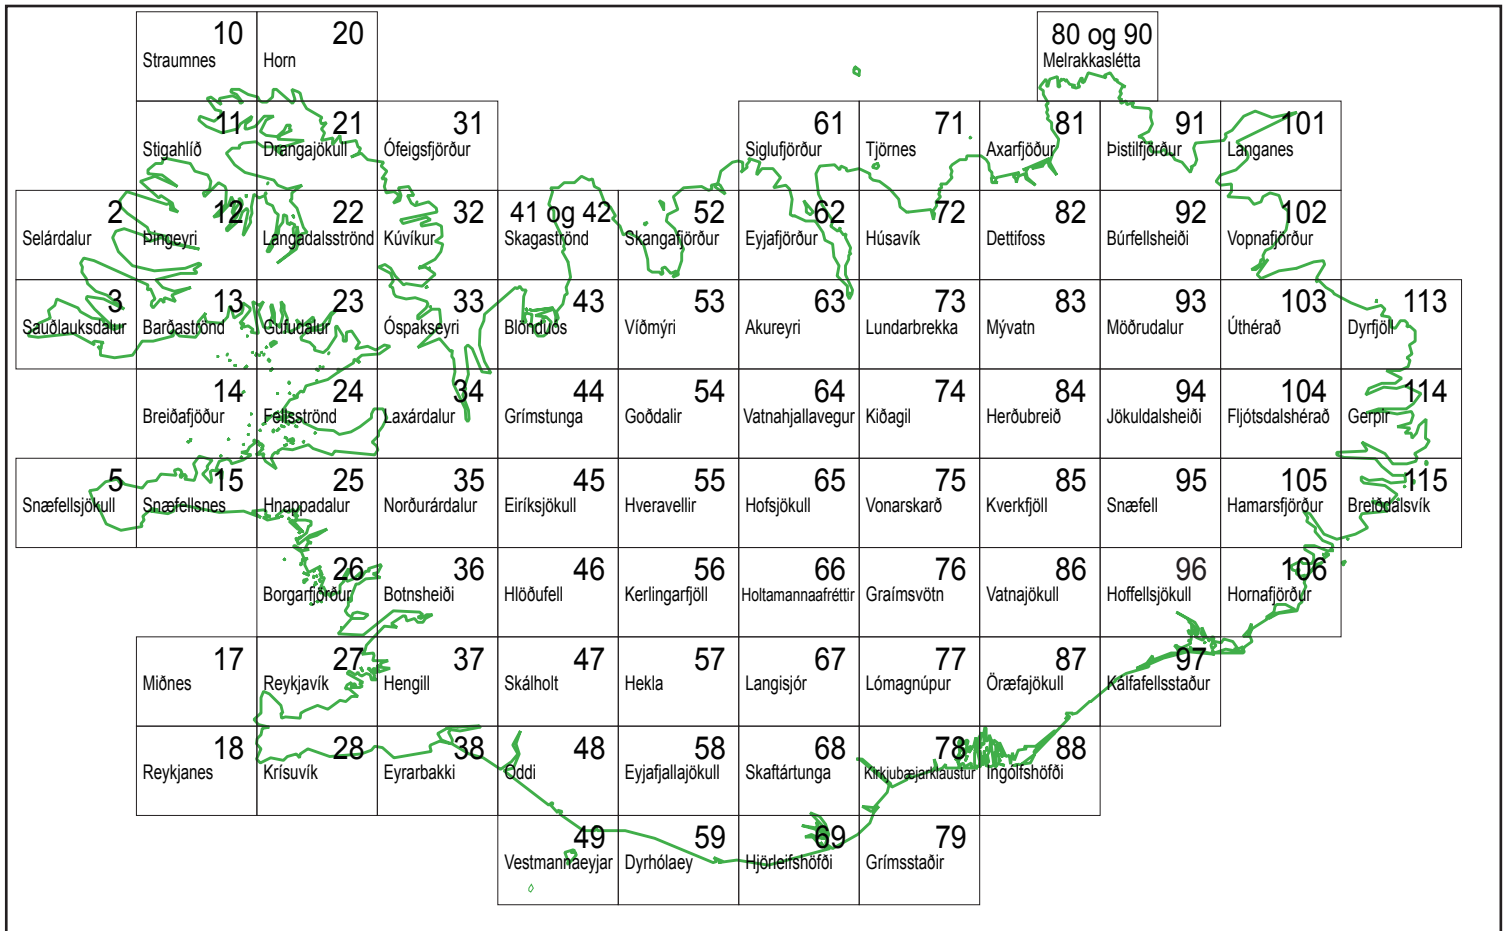 10
Straumnes
20
Horn
80 og 90
Melrakkaslétta
11
Stigahlíð
21
Drangajökull
31
Ófeigsfjörður
61
Siglufjörður
71
Tjörnes
81
Axarfjöður
91
Þistilfjörður
101
Langanes
2
Selárdalur
12
Þingeyri
22
Langadalsströnd
32
Kúvíkur
41 og 42
Skagaströnd
52
Skangafjörður
62
Eyjafjörður
72
Húsavík
82
Dettifoss
92
Búrfellsheiði
102
Vopnafjörður
3
Sauðlauksdalur
13
Barðaströnd
23
Gufudalur
33
Óspakseyri
43
Blönduós
53
Víðmýri
63
Akureyri
73
Lundarbrekka
83
Mývatn
93
Möðrudalur
103
Úthérað
113
Dyrfjöll
14
Breiðafjöður
24
Fellsströnd
34
Laxárdalur
44
Grímstunga
54
Goðdalir
64
Vatnahjallavegur
74
Kiðagil
84
Herðubreið
94
Jökuldalsheiði
104
Fljótsdalshérað
114
Gerpir
5
Snæfellsjökull
15
Snæfellsnes
25
Hnappadalur
35
Norðurárdalur
45
Eiríksjökull
55
Hveravellir
65
Hofsjökull
75
Vonarskarð
85
Kverkfjöll
95
Snæfell
105
Hamarsfjörður
115
Breiðdalsvík
26
Borgarfjörður
36
Botnsheiði
46
Hlöðufell
56
Kerlingarfjöll
66
Holtamannaafréttir
76
Graímsvötn
86
Vatnajökull
96
Hoffellsjökull
106
Hornafjörður
17
Miðnes
27
Reykjavík
37
Hengill
47
Skálholt
57
Hekla
67
Langisjór
77
Lómagnúpur
87
Öræfajökull
97
Kálfafellsstaður
18
Reykjanes
28
Krísuvík
38
Eyrarbakki
48
Oddi
58
Eyjafjallajökull
68
Skaftártunga
78
Kirkjubæjarklaustur
88
Ingólfshöfði
49
Vestmannaeyjar
59
Dyrhólaey
69
Hjörleifshöfði
79
Grímsstaðir